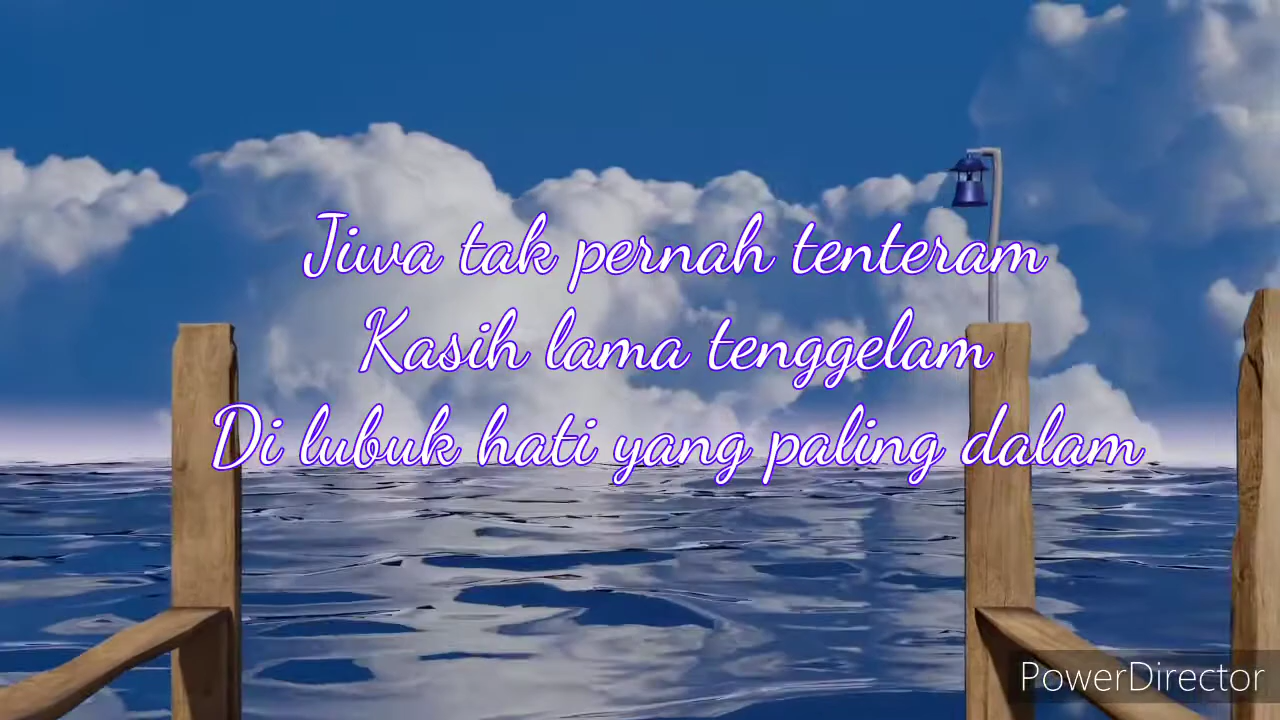 Jiwa tak pernah tenteram
Kasih lama tenggelam
Di lubuk hati yang paling dalam
PowerDirector